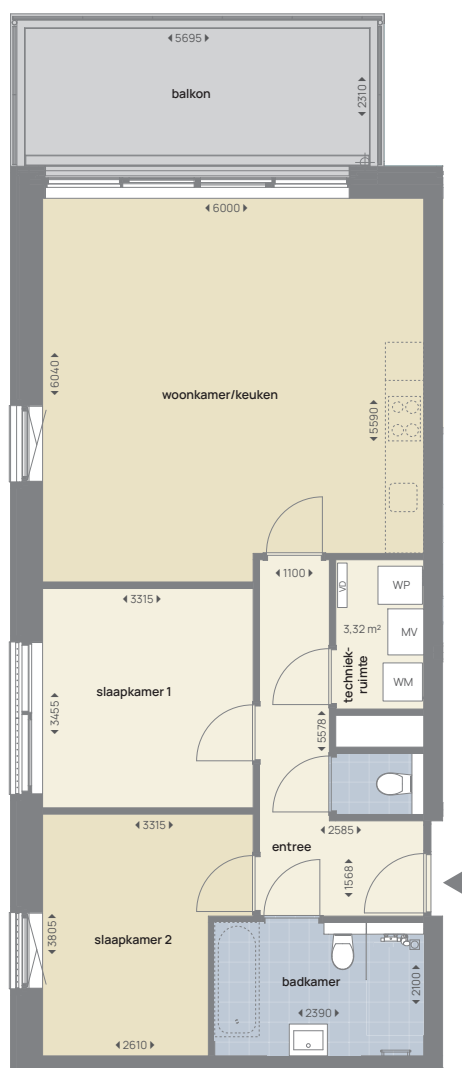 5695
2310
balkon
6000
6040
woonkamer/keuken
5590
1100
VD
WP
3315
3,32 m²
MV
techniek-
ruimte
WM
slaapkamer 1
3455
5578
3315
2585
entree
1568
3805
slaapkamer 2
badkamer
2100
2390
2610